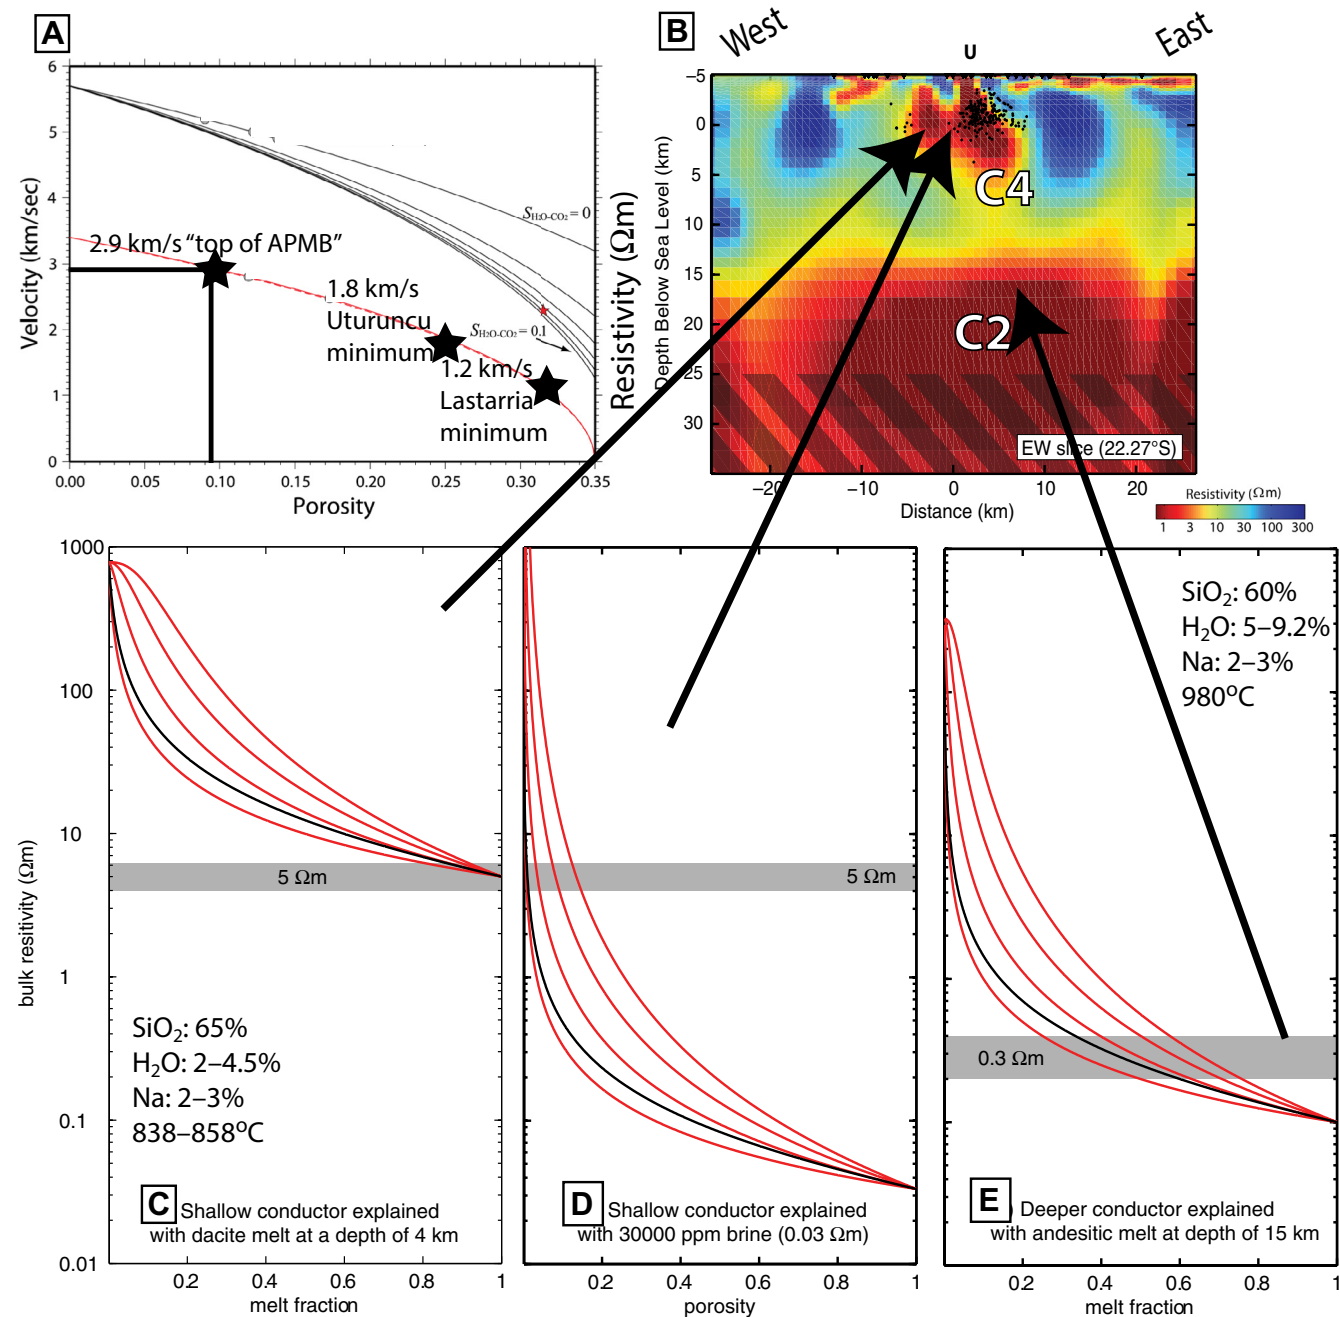 A
6
5
4
3
2
1
0
0.00
0.05
0.10
0.15
0.20
0.25
0.30
0.35
Velocity (km/sec)
Porosity
2.9 km/s “top of APMB”
1.8 km/s
Uturuncu
minimum
1.2 km/s
Lastarria
minimum
SH₂O-CO₂ = 0
SH₂O-CO₂ = 0.1
B
West
U
East
Resistivity (Ωm)
Depth Below Sea Level (km)
−5
0
5
10
15
20
25
30
C4
C2
EW slice (22.27°S)
−20
−10
0
10
20
Distance (km)
Resistivity (Ωm)
1 3 10 30 100 300
1000
100
10
1
0.1
0.01
bulk resitivity (Ωm)
5 Ωm
SiO₂: 65%
H₂O: 2–4.5%
Na: 2–3%
838–858°C
C Shallow conductor explained
with dacite melt at a depth of 4 km
0.2 0.4 0.6 0.8 1
melt fraction
5 Ωm
D Shallow conductor explained
with 30000 ppm brine (0.03 Ωm)
0.2 0.4 0.6 0.8 1
porosity
SiO₂: 60%
H₂O: 5–9.2%
Na: 2–3%
980°C
0.3 Ωm
E ) Deeper conductor explained
with andesitic melt at depth of 15 km
0.2 0.4 0.6 0.8 1
melt fraction